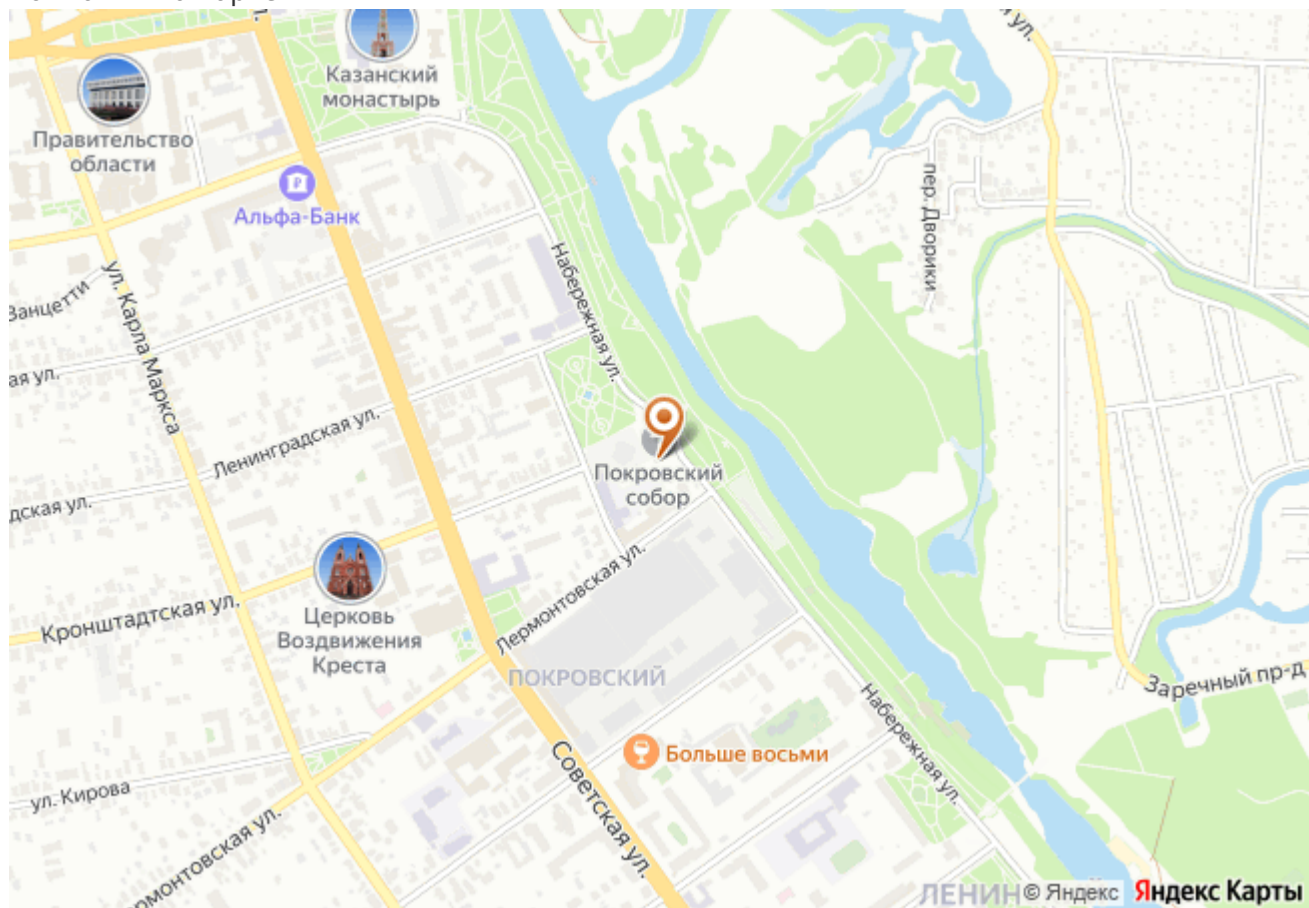 ул.
Казанский
монастырь
Правительство
области
Альфа-Банк
пер. Дворики
Набережная ул.
Занцетти
ул. Карла Маркса
ая ул.
Ленинградская ул.
дская ул.
Покровский
собор
Кронштадтская ул.
Церковь
Воздвижения
Креста
Лермонтовская ул.
ПОКРОВСКИЙ
Заречный пр-д
Набережная ул.
Больше восьми
Советская ул.
ул. Кирова
рмонтовская ул.
ЛЕНИН
© Яндекс Яндекс Карты